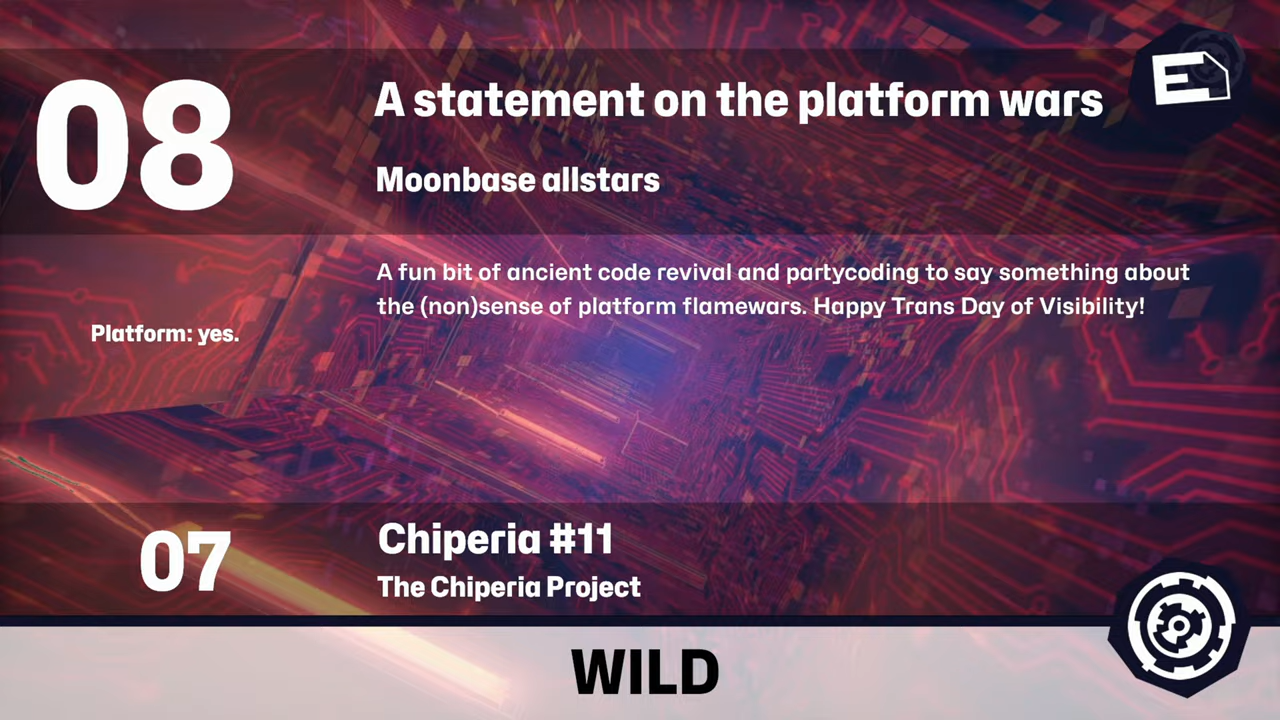 08
A statement on the platform wars
Moonbase allstars
A fun bit of ancient code revival and partycoding to say something about
the (non)sense of platform flamewars. Happy Trans Day of Visibility!
Platform: yes.
07
Chiperia #11
The Chiperia Project
WILD
E